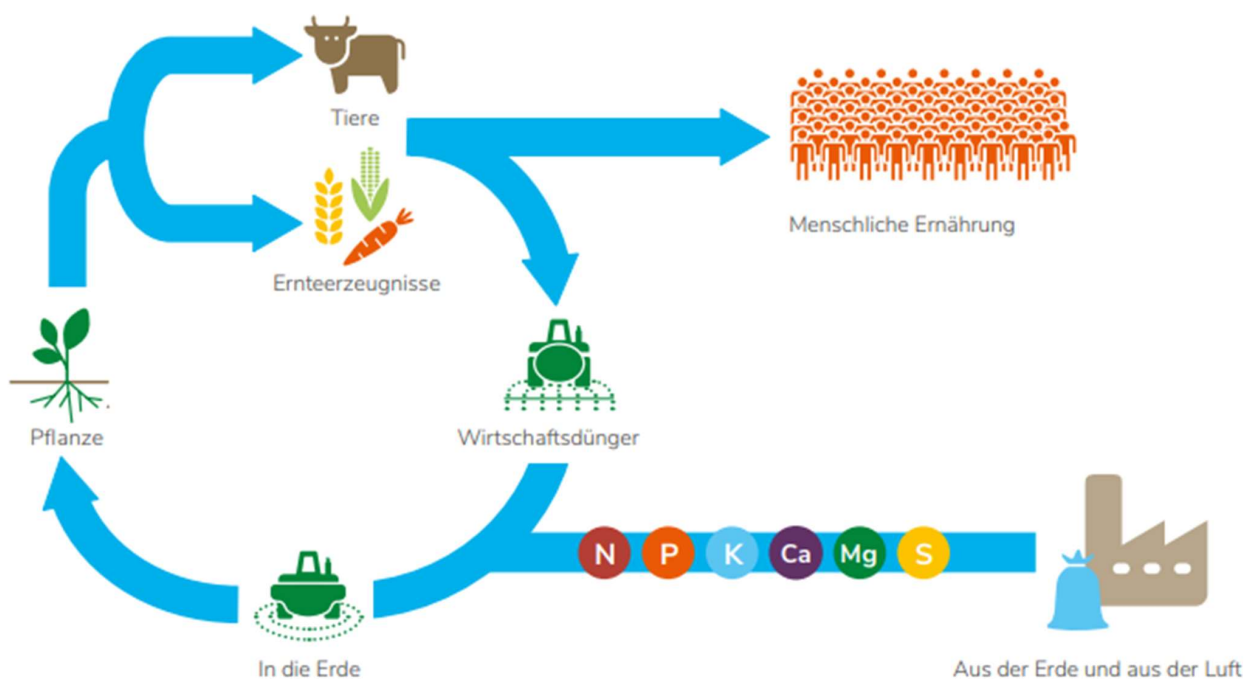 Tiere
Menschliche Ernährung
Ernteerzeugnisse
Pflanze
Wirtschaftsdünger
N P K Ca Mg S
In die Erde
Aus der Erde und aus der Luft